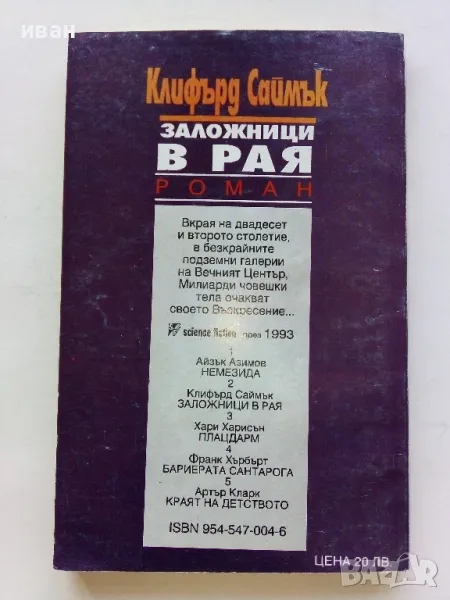 иван
Клифърд Саймък
ЗАЛОЖНИЦИ
В РАЯ
РОМАН
Вкрая на двадесет
и второто столетие,
в безкрайните
подземни галерии
на Вечният Център,
Милиарди човешки
тела очакват
своето Възкресение...
science fiction през 1993
1
Айзък Азимов
НЕМЕЗИДА
2
Клифърд Саймък
ЗАЛОЖНИЦИ В РАЯ
3
Хари Харисън
ПЛАЦДАРМ
4
Франк Хърбърт
БАРИЕРАТА САНТАРОГА
5
Артър Кларк
КРАЯТ НА ДЕТСТВОТО
ISBN 954-547-004-6
ЦЕНА 20 ЛВ.
BAZAR